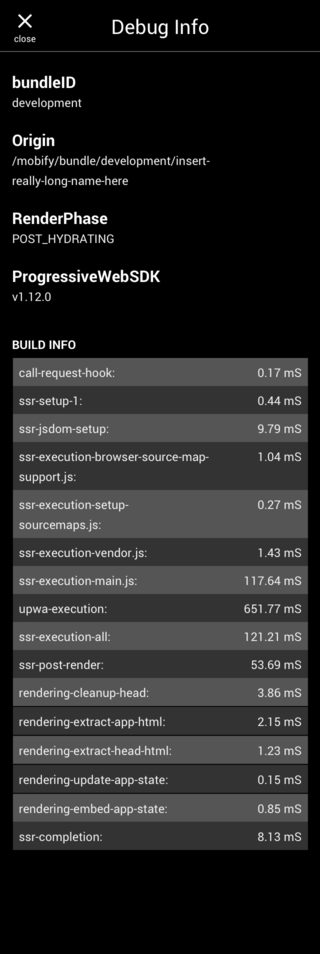 Debug Info
close
bundleID
development
Origin
/mobify/bundle/development/insert-
really-long-name-here
RenderPhase
POST_HYDRATING
ProgressiveWebSDK
v1.12.0
BUILD INFO
call-request-hook: 0.17 mS
ssr-setup-1: 0.44 mS
ssr-jsdom-setup: 9.79 mS
ssr-execution-browser-source-map- 1.04 mS
support.js:
ssr-execution-setup- 0.27 mS
sourcemaps.js:
ssr-execution-vendor.js: 1.43 mS
ssr-execution-main.js: 117.64 mS
upwa-execution: 651.77 mS
ssr-execution-all: 121.21 mS
ssr-post-render: 53.69 mS
rendering-cleanup-head: 3.86 mS
rendering-extract-app-html: 2.15 mS
rendering-extract-head-html: 1.23 mS
rendering-update-app-state: 0.15 mS
rendering-embed-app-state: 0.85 mS
ssr-completion: 8.13 mS